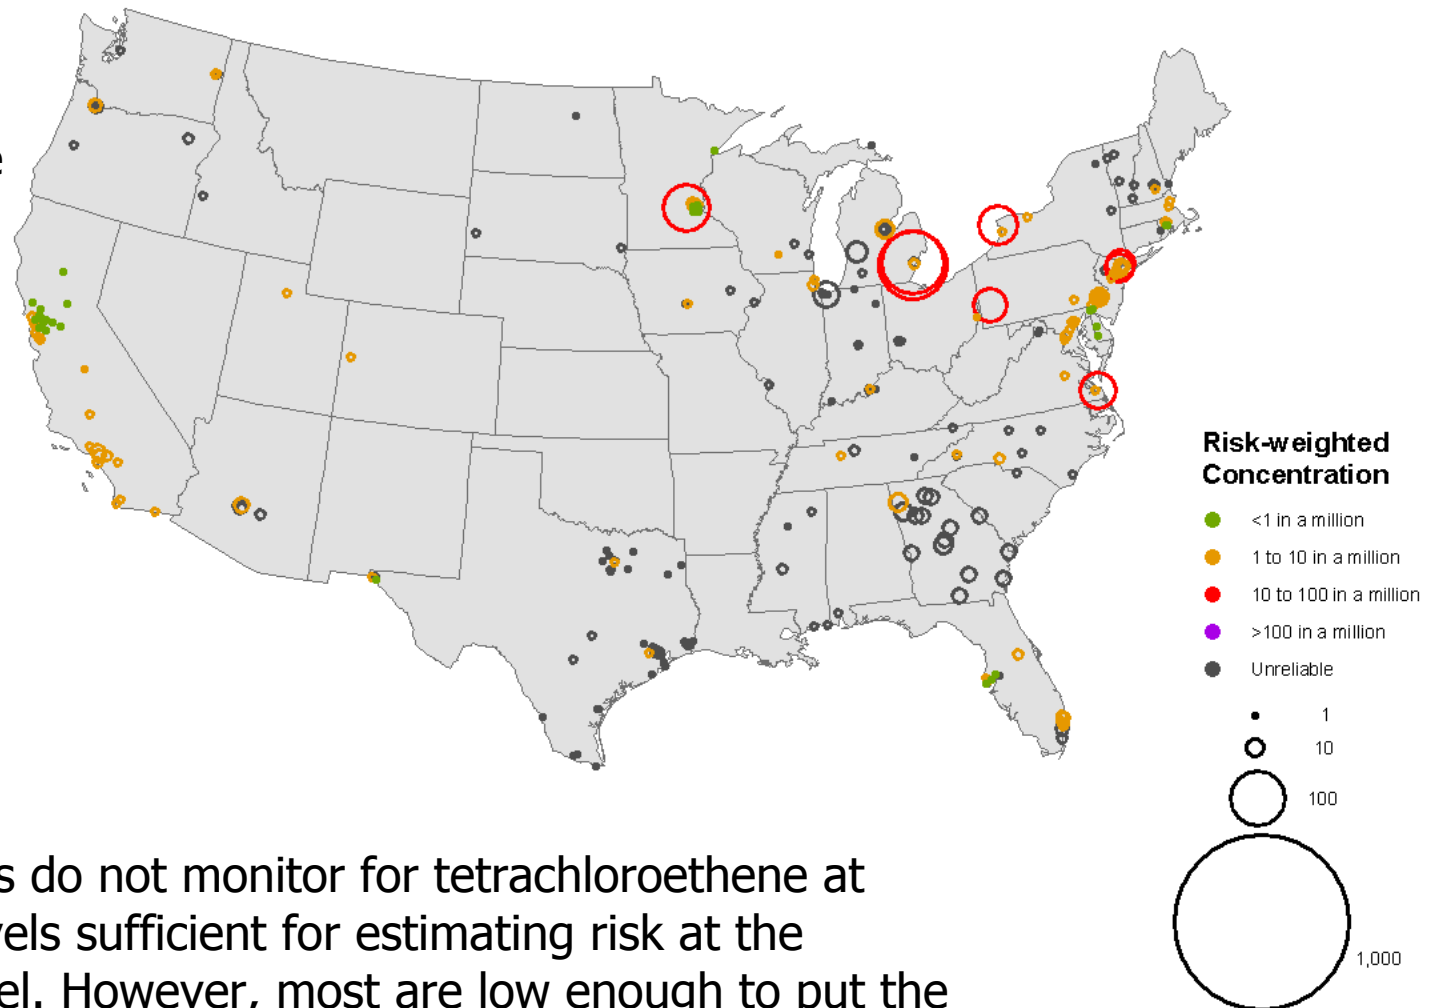 e
Risk-weighted
Concentration
<1 in a million
1 to 10 in a million
10 to 100 in a million
>100 in a million
Unreliable
1
10
100
1,000
s do not monitor for tetrachloroethene at
vels sufficient for estimating risk at the
el. However, most are low enough to put the